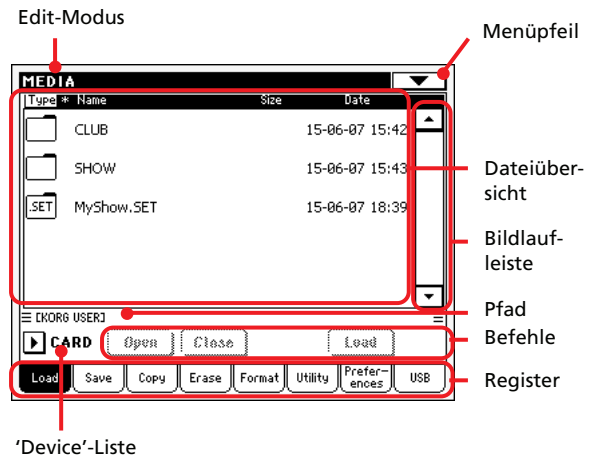 Edit-Modus
Menüpfeil
MEDIA
Type * Name Size Date
CLUB 15-06-07 15:42
SHOW 15-06-07 15:43
.SET MyShow.SET 15-06-07 18:39
Dateiüber-
sicht
Bildlauf-
leiste
[KORG USER]
Pfad
CARD Open Close Load
Befehle
Load Save Copy Erase Format Utility Prefer-
ences USB
Register
'Device'-Liste